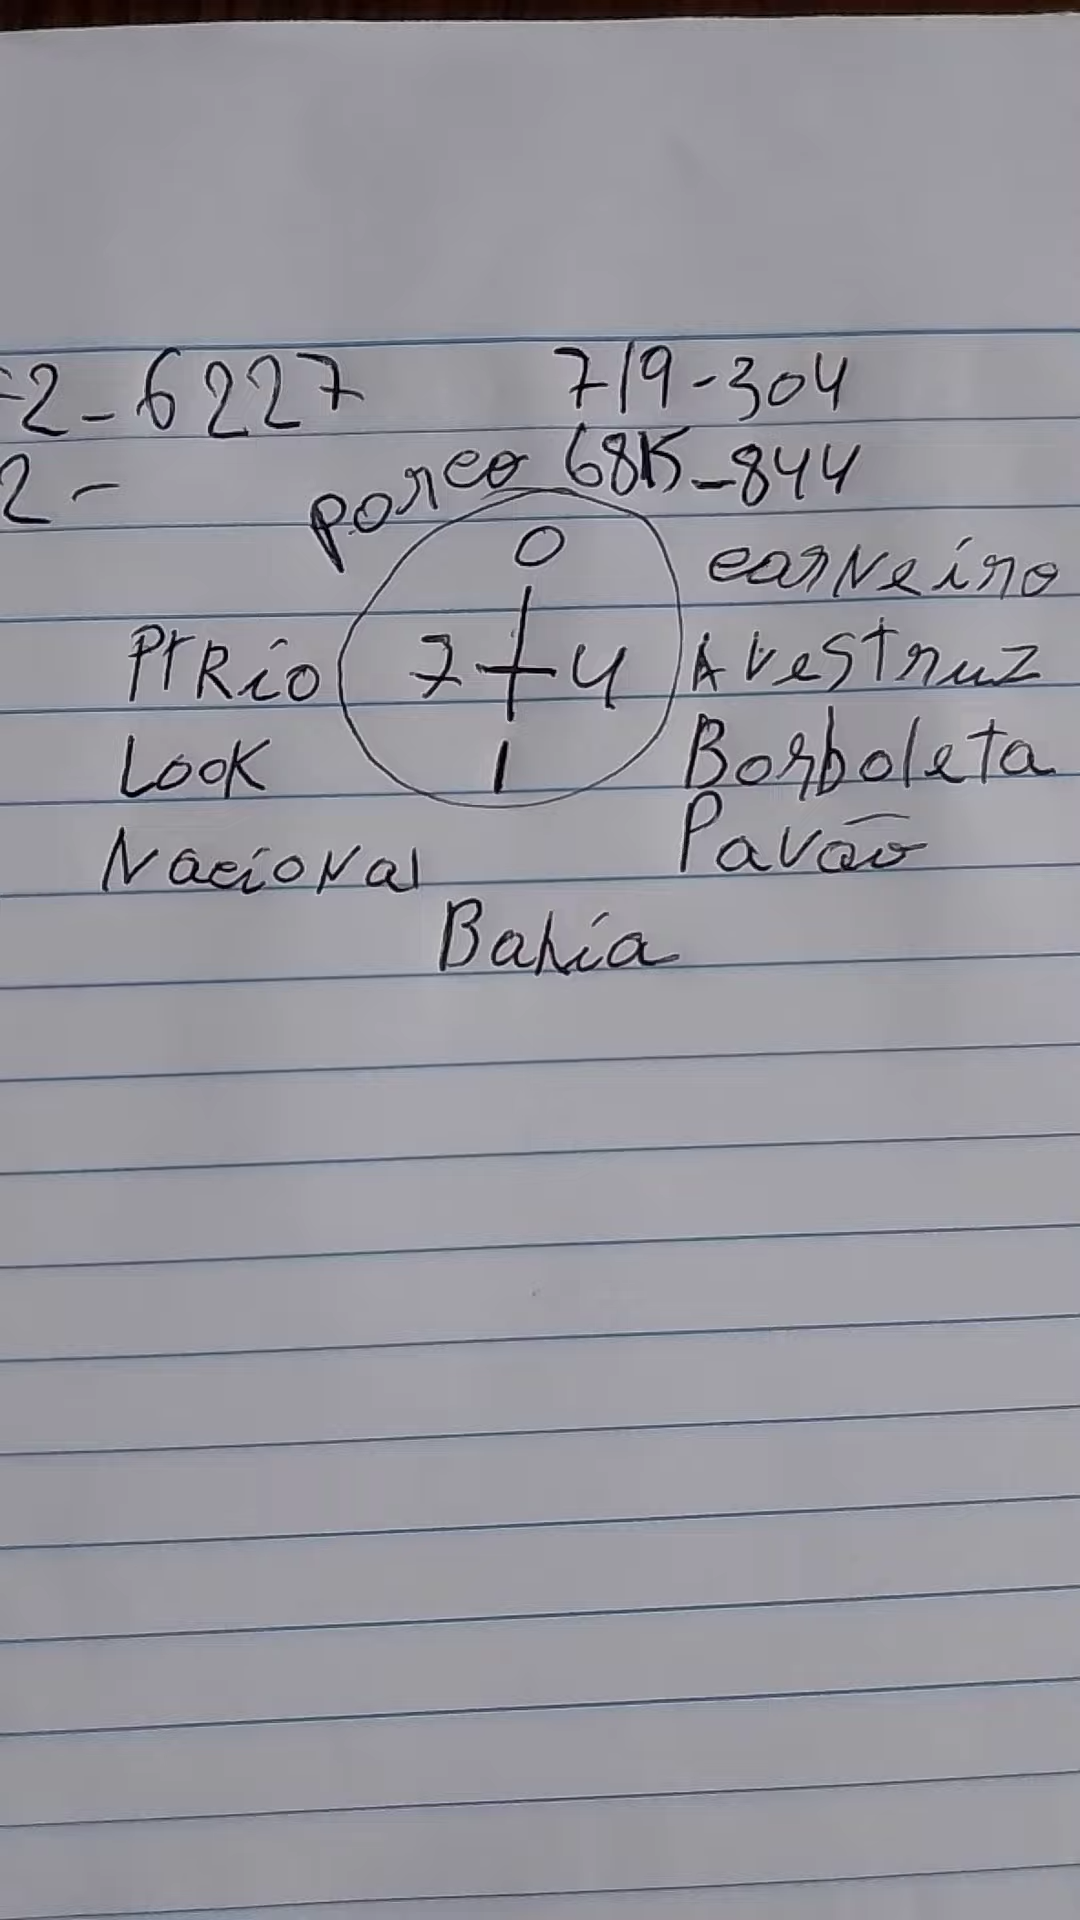 2-6227 719-304
2- porco 681K-844
0 carneiro
PTRio 7+4 Avestruz
Look 1 Borboleta
Nacional Pavão
Bahia